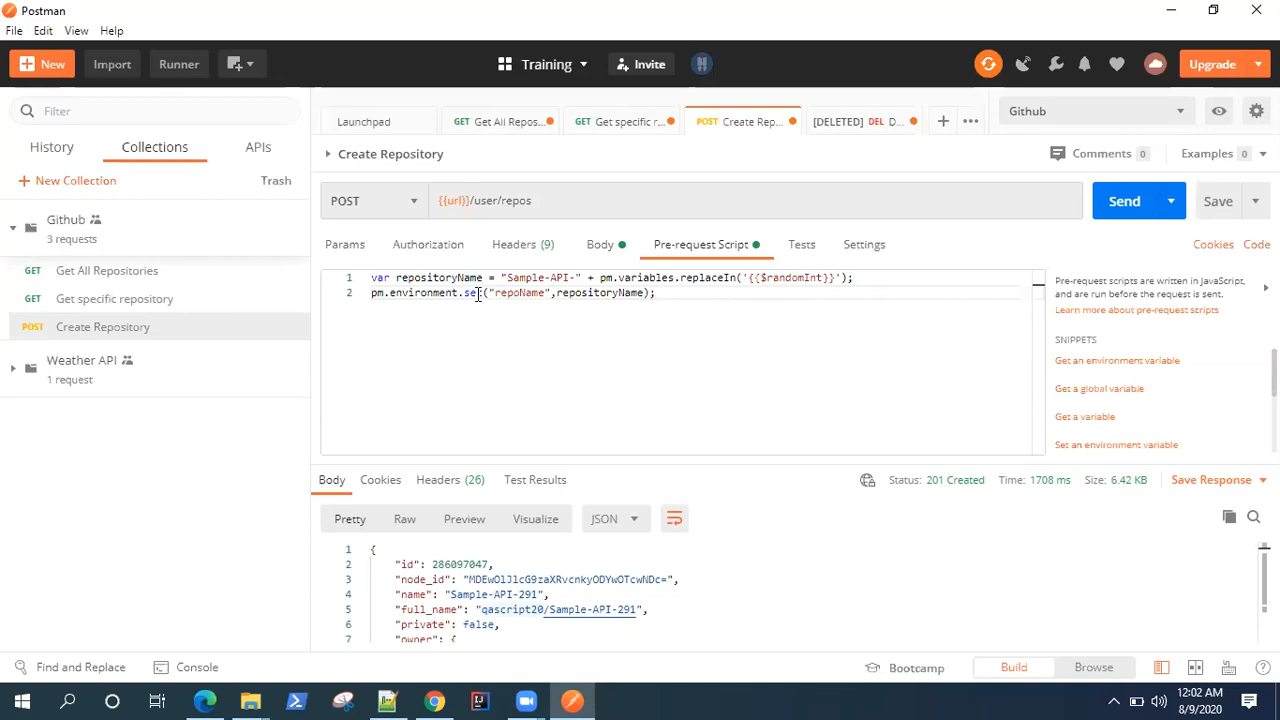 Postman
File Edit View Help
New Import Runner Training Invite Upgrade
Filter
Launchpad GET Get All Repos... GET Get specific r... POST Create Rep... [DELETED] DEL D... Github
History Collections APIs
Create Repository Comments 0 Examples 0
New Collection Trash
POST {{url}}/user/repos Send Save
Github
3 requests
Params Authorization Headers (9) Body Pre-request Script Tests Settings Cookies Code
GET Get All Repositories
GET Get specific repository
POST Create Repository
Weather API
1 request
1 var repositoryName = "Sample-API-" + pm.variables.replaceIn('{{$randomInt}}');
2 pm.environment.set("repoName",repositoryName);
Pre-request scripts are written in JavaScript,
and are run before the request is sent.
Learn more about pre-request scripts
SNIPPETS
Get an environment variable
Get a global variable
Get a variable
Set an environment variable
Body Cookies Headers (26) Test Results Status: 201 Created Time: 1708 ms Size: 6.42 KB Save Response
Pretty Raw Preview Visualize JSON
1 {
2 "id": 286097047,
3 "node_id": "MDEwOlJlcG9zaXRvcnkyODYwOTcwNDc=",
4 "name": "Sample-API-291",
5 "full_name": "qascript20/Sample-API-291",
6 "private": false,
7 "owner": {
Find and Replace Console Bootcamp Build Browse
12:02 AM
8/9/2020